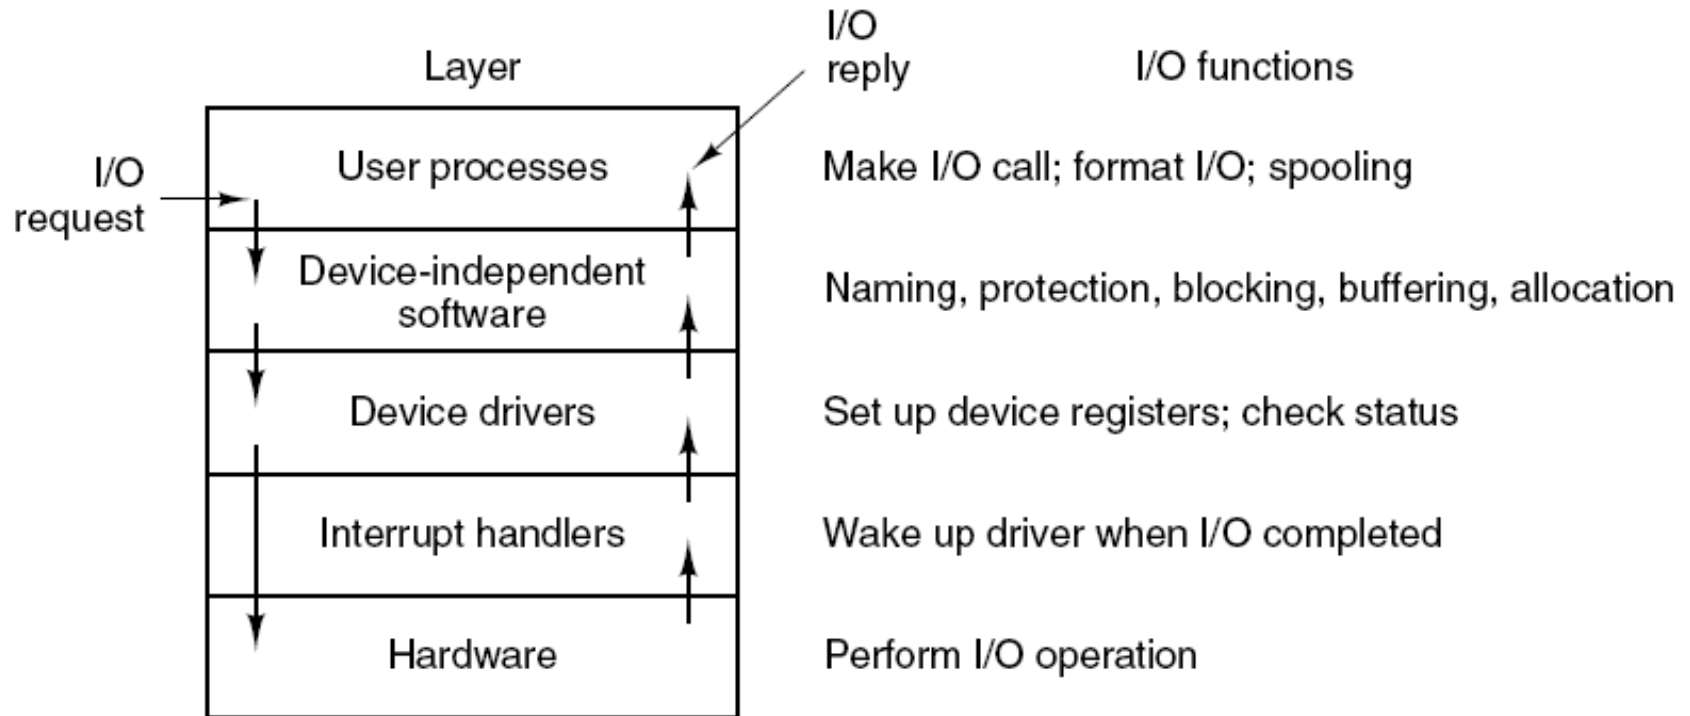 I/O
reply
Layer
I/O functions
I/O
request
User processes
Make I/O call; format I/O; spooling
Device-independent
software
Naming, protection, blocking, buffering, allocation
Device drivers
Set up device registers; check status
Interrupt handlers
Wake up driver when I/O completed
Hardware
Perform I/O operation